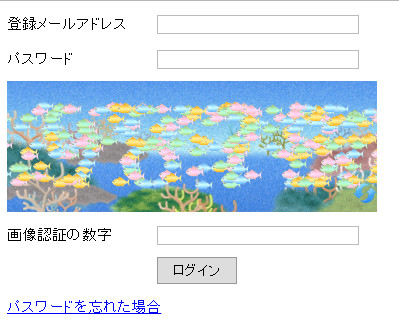 登録メールアドレス
パスワード
画像認証の数字
ログイン
パスワードを忘れた場合